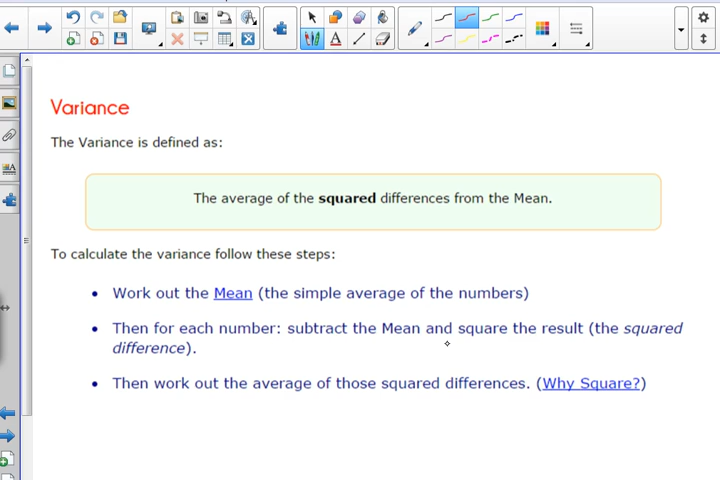 Variance
The Variance is defined as:
The average of the squared differences from the Mean.
To calculate the variance follow these steps:
• Work out the Mean (the simple average of the numbers)
• Then for each number: subtract the Mean and square the result (the squared
difference).
• Then work out the average of those squared differences. (Why Square?)